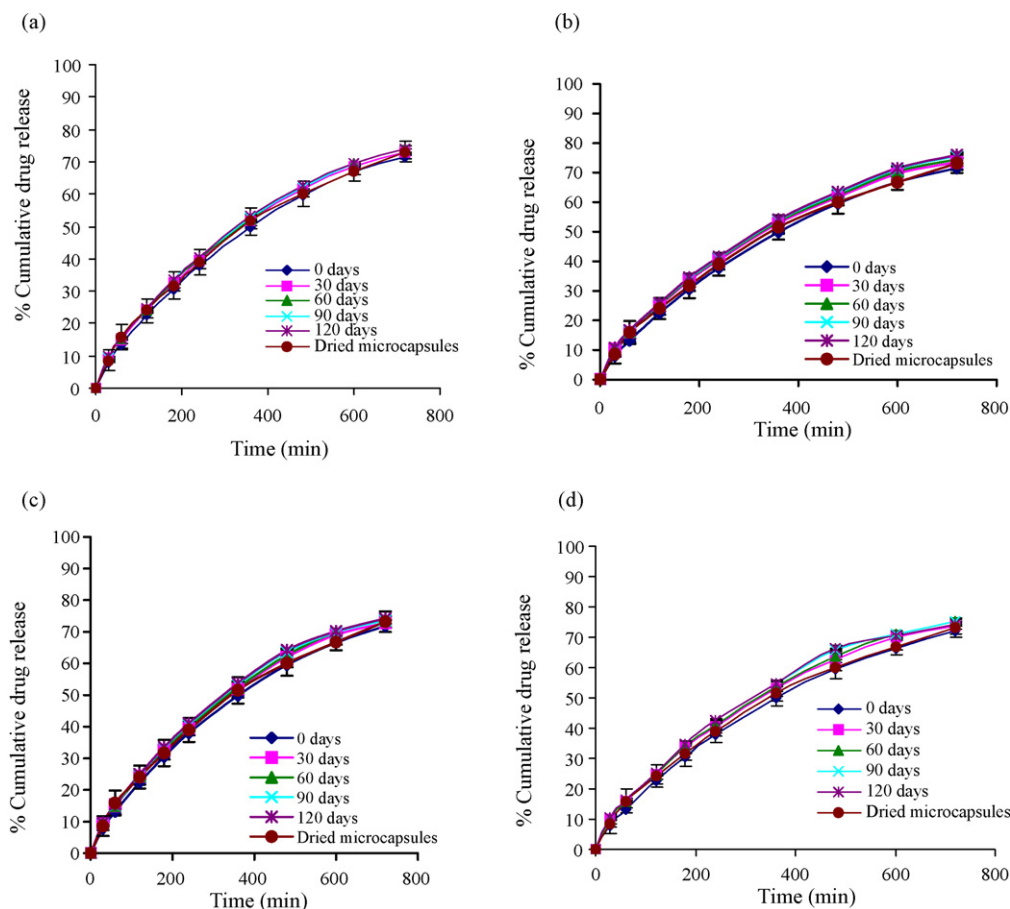 (a)
% Cumulative drug release
100
90
80
70
60
50
40
30
20
10
0
0 days
30 days
60 days
90 days
120 days
Dried microcapsules
0 200 400 600 800
Time (min)
(b)
% Cumulative drug release
100
90
80
70
60
50
40
30
20
10
0
0 days
30 days
60 days
90 days
120 days
Dried microcapsules
0 200 400 600 800
Time (min)
(c)
% Cumulative drug release
100
90
80
70
60
50
40
30
20
10
0
0 days
30 days
60 days
90 days
120 days
Dried microcapsules
0 200 400 600 800
Time (min)
(d)
% Cumulative drug release
100
90
80
70
60
50
40
30
20
10
0
0 days
30 days
60 days
90 days
120 days
Dried microcapsules
0 200 400 600 800
Time (min)